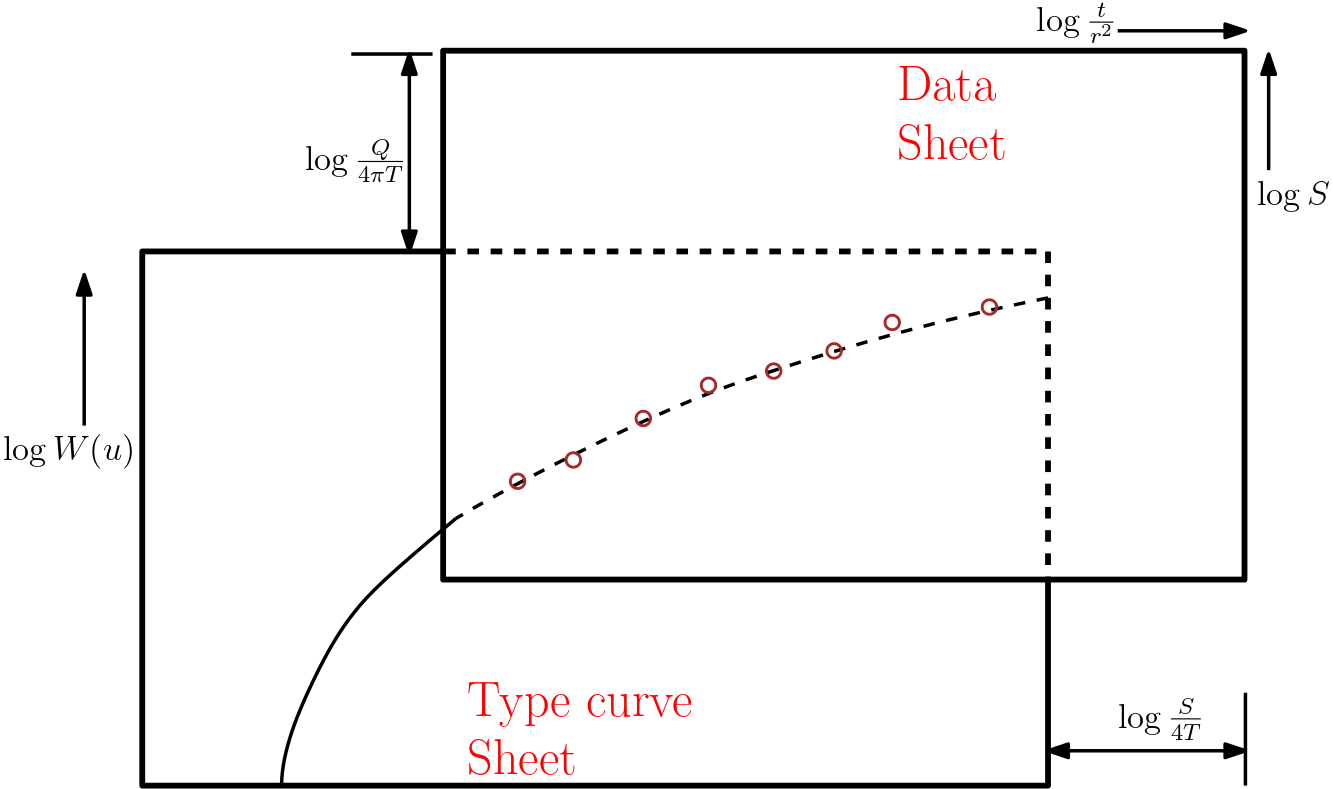 log t/r²
Data
Sheet
log Q/4πT
log S
log W(u)
Type curve
Sheet
log S/4T